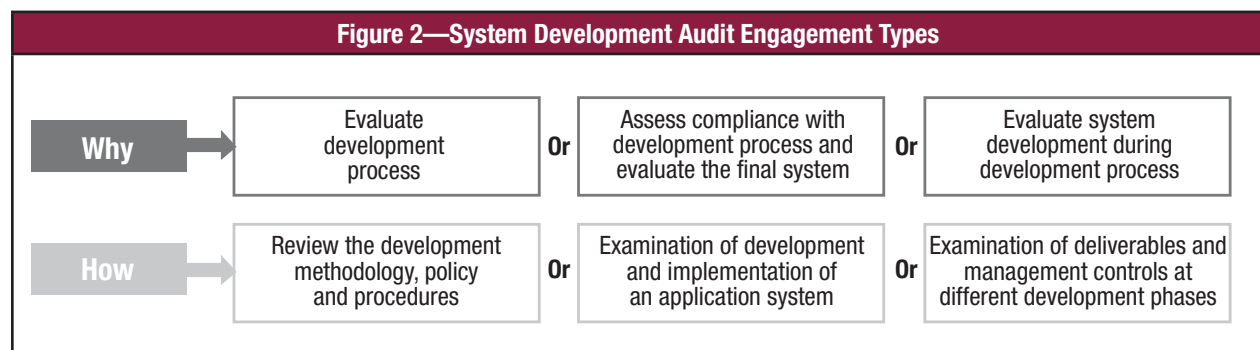 Figure 2—System Development Audit Engagement Types
Why
Evaluate
development
process
Or
Assess compliance with
development process and
evaluate the final system
Or
Evaluate system
development during
development process
How
Review the development
methodology, policy
and procedures
Or
Examination of development
and implementation of
an application system
Or
Examination of deliverables and
management controls at
different development phases